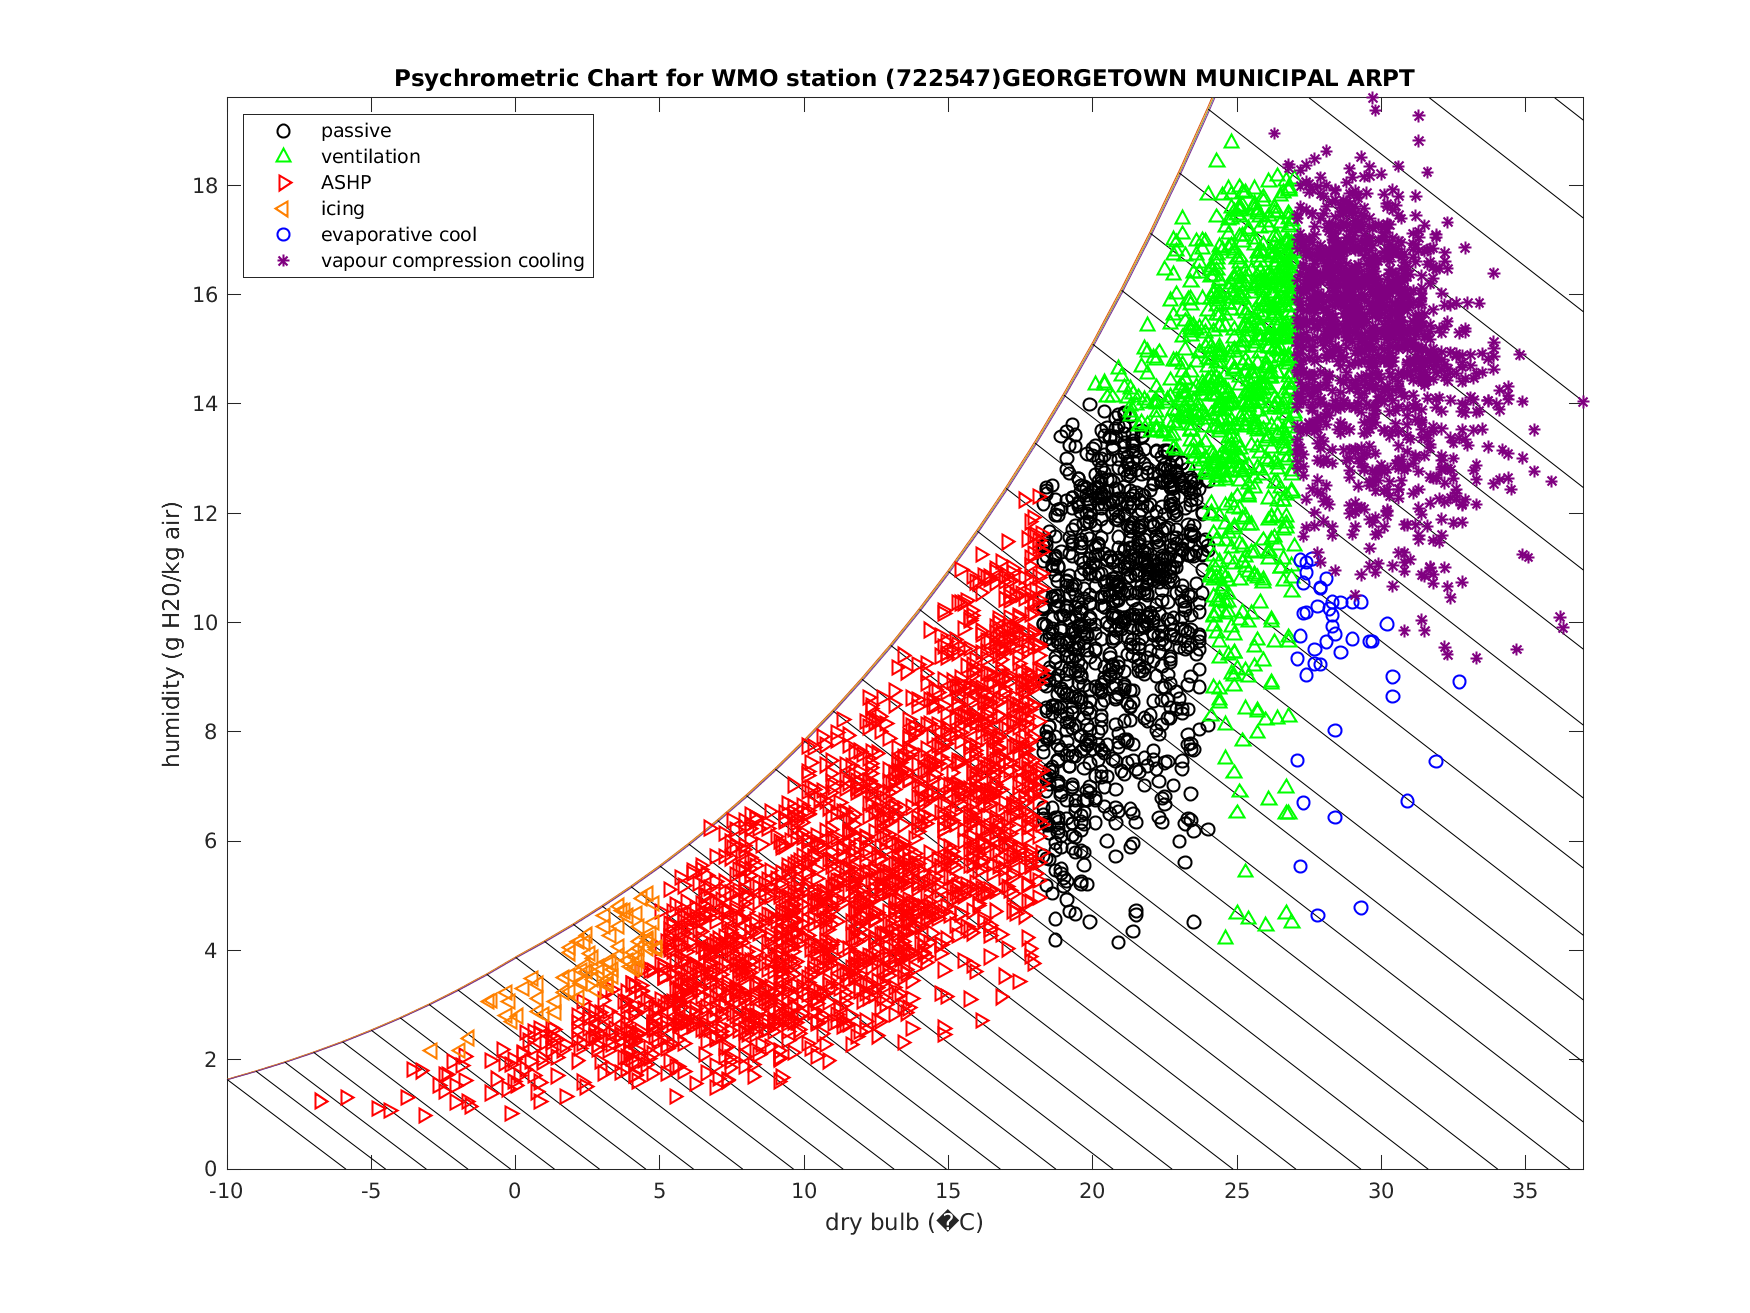 Psychrometric Chart for WMO station (722547)GEORGETOWN MUNICIPAL ARPT
passive
ventilation
ASHP
icing
evaporative cool
vapour compression cooling
humidity (g H20/kg air)
18
16
14
12
10
8
6
4
2
0
-10 -5 0 5 10 15 20 25 30 35
dry bulb (�C)